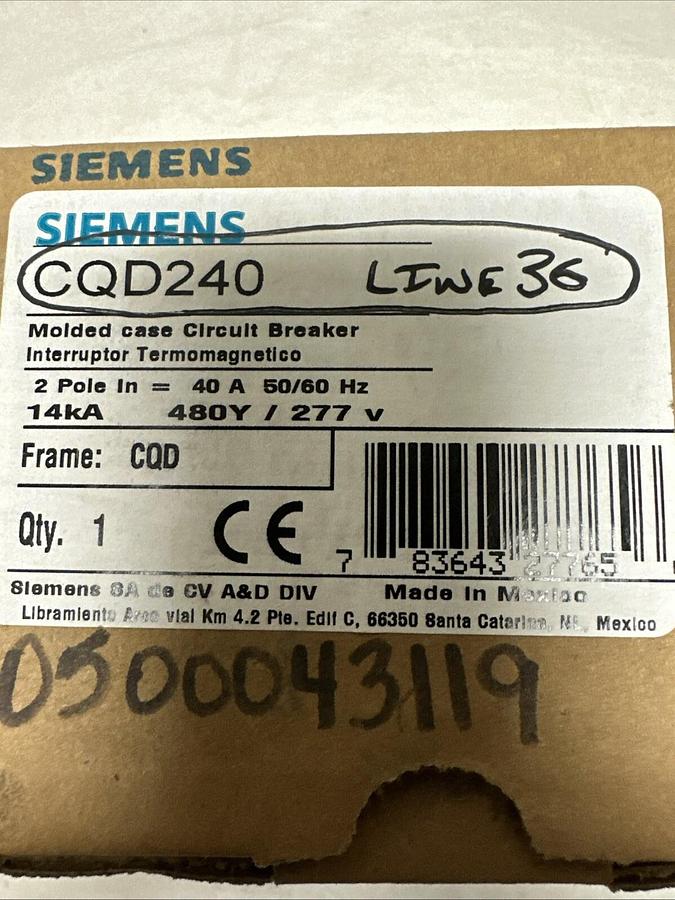 SIEMENS
SIEMENS
CQD240 LINE 36
Molded case Circuit Breaker
Interruptor Termomagnetico
2 Pole In = 40 A 50/60 Hz
14kA 480Y / 277 v
Frame: CQD
Qty. 1 CE
7 83643 27765
Siemens SA de CV A&D DIV Made In Mexico
Libramiento Arco vial Km 4.2 Pte. Edif C, 66350 Santa Catarina, NL, Mexico
0500043119